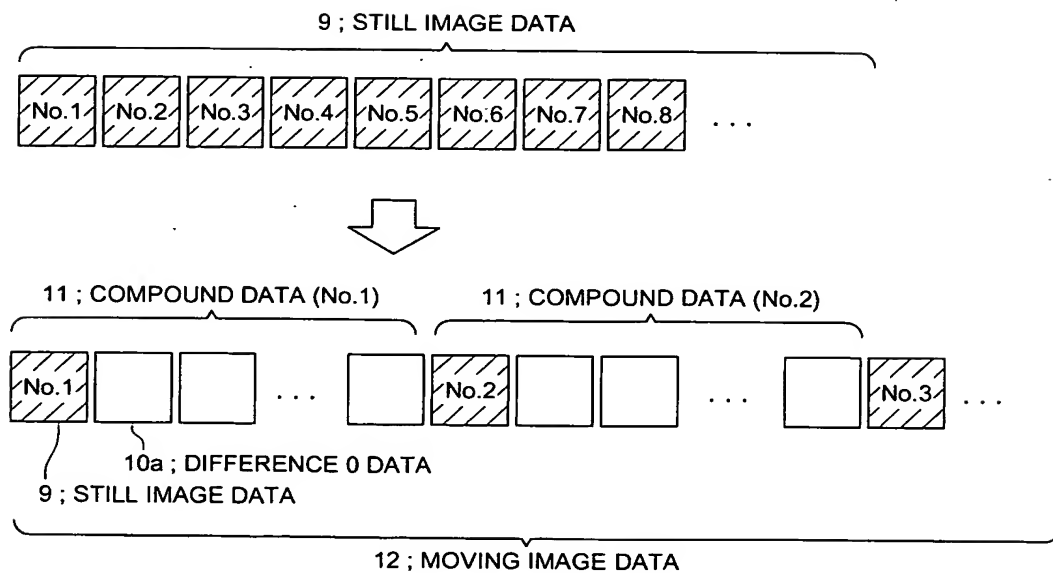 9 ; STILL IMAGE DATA
No.1 No.2 No.3 No.4 No.5 No.6 No.7 No.8 ...
11 ; COMPOUND DATA (No.1) 11 ; COMPOUND DATA (No.2)
No.1 ... No.2 ... No.3 ...
10a ; DIFFERENCE 0 DATA
9 ; STILL IMAGE DATA
12 ; MOVING IMAGE DATA